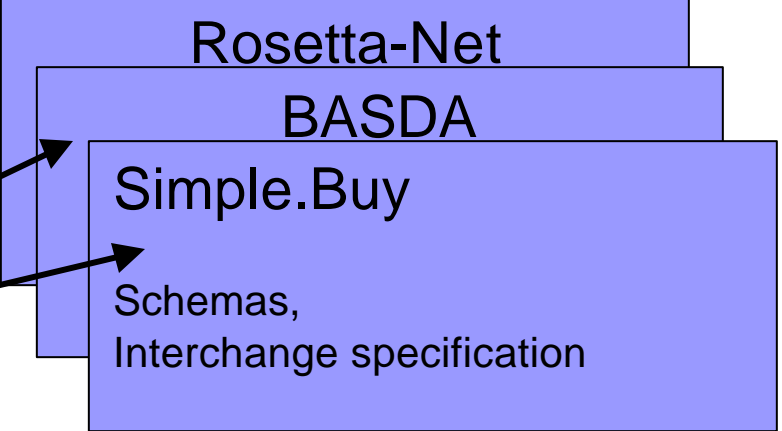 Rosetta-Net
BASDA
Simple.Buy
Schemas,
Interchange specification